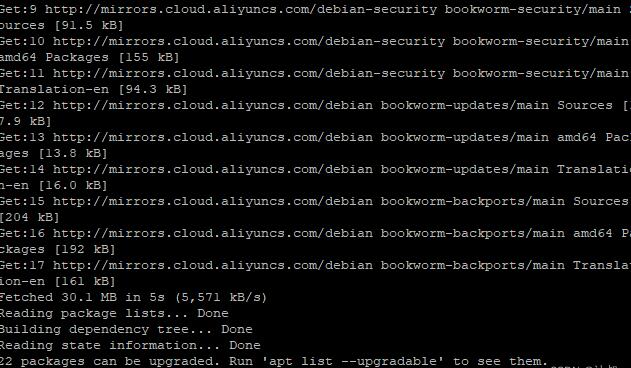 Get:9 http://mirrors.cloud.aliyuncs.com/debian-security bookworm-security/main
ources [91.5 kB]
Get:10 http://mirrors.cloud.aliyuncs.com/debian-security bookworm-security/main
amd64 Packages [155 kB]
Get:11 http://mirrors.cloud.aliyuncs.com/debian-security bookworm-security/main
Translation-en [94.3 kB]
Get:12 http://mirrors.cloud.aliyuncs.com/debian bookworm-updates/main Sources [
7.9 kB]
Get:13 http://mirrors.cloud.aliyuncs.com/debian bookworm-updates/main amd64 Pac
ages [13.8 kB]
Get:14 http://mirrors.cloud.aliyuncs.com/debian bookworm-updates/main Translati
n-en [16.0 kB]
Get:15 http://mirrors.cloud.aliyuncs.com/debian bookworm-backports/main Sources
[204 kB]
Get:16 http://mirrors.cloud.aliyuncs.com/debian bookworm-backports/main amd64 Pa
ckages [192 kB]
Get:17 http://mirrors.cloud.aliyuncs.com/debian bookworm-backports/main Transla
ion-en [161 kB]
Fetched 30.1 MB in 5s (5,571 kB/s)
Reading package lists... Done
Building dependency tree... Done
Reading state information... Done
22 packages can be upgraded. Run 'apt list --upgradable' to see them.